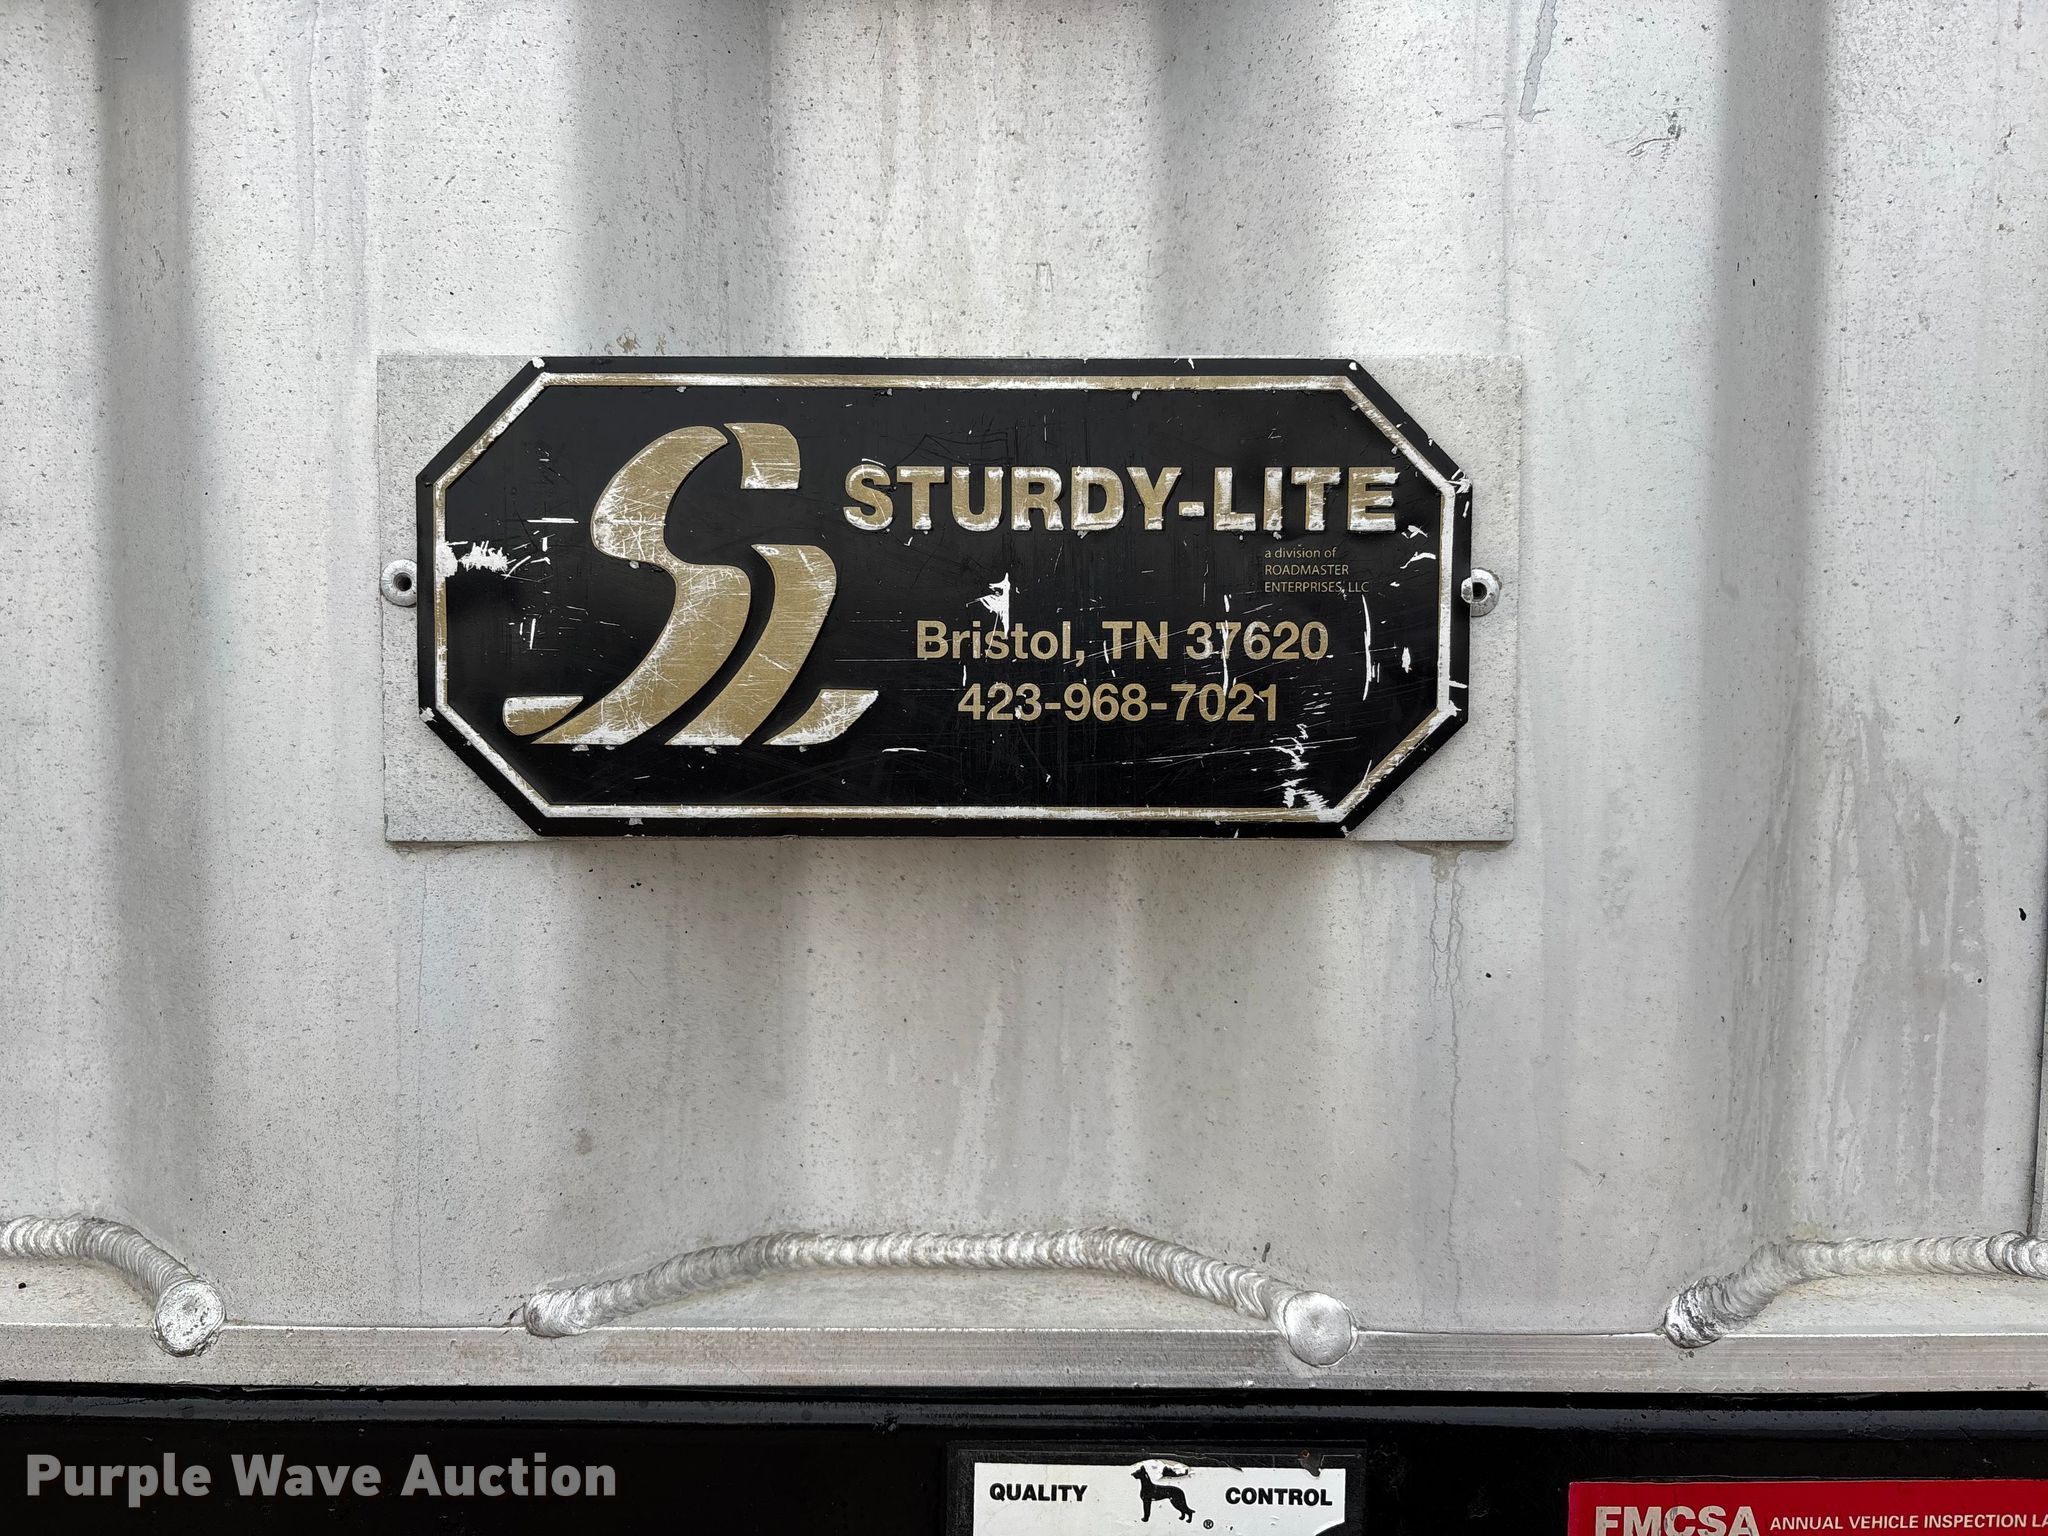 STURDY-LITE
a division of
ROADMASTER
ENTERPRISES, LLC
Bristol, TN 37620
423-968-7021
Purple Wave Auction
QUALITY CONTROL
®
FMCSA ANNUAL VEHICLE INSPECTION